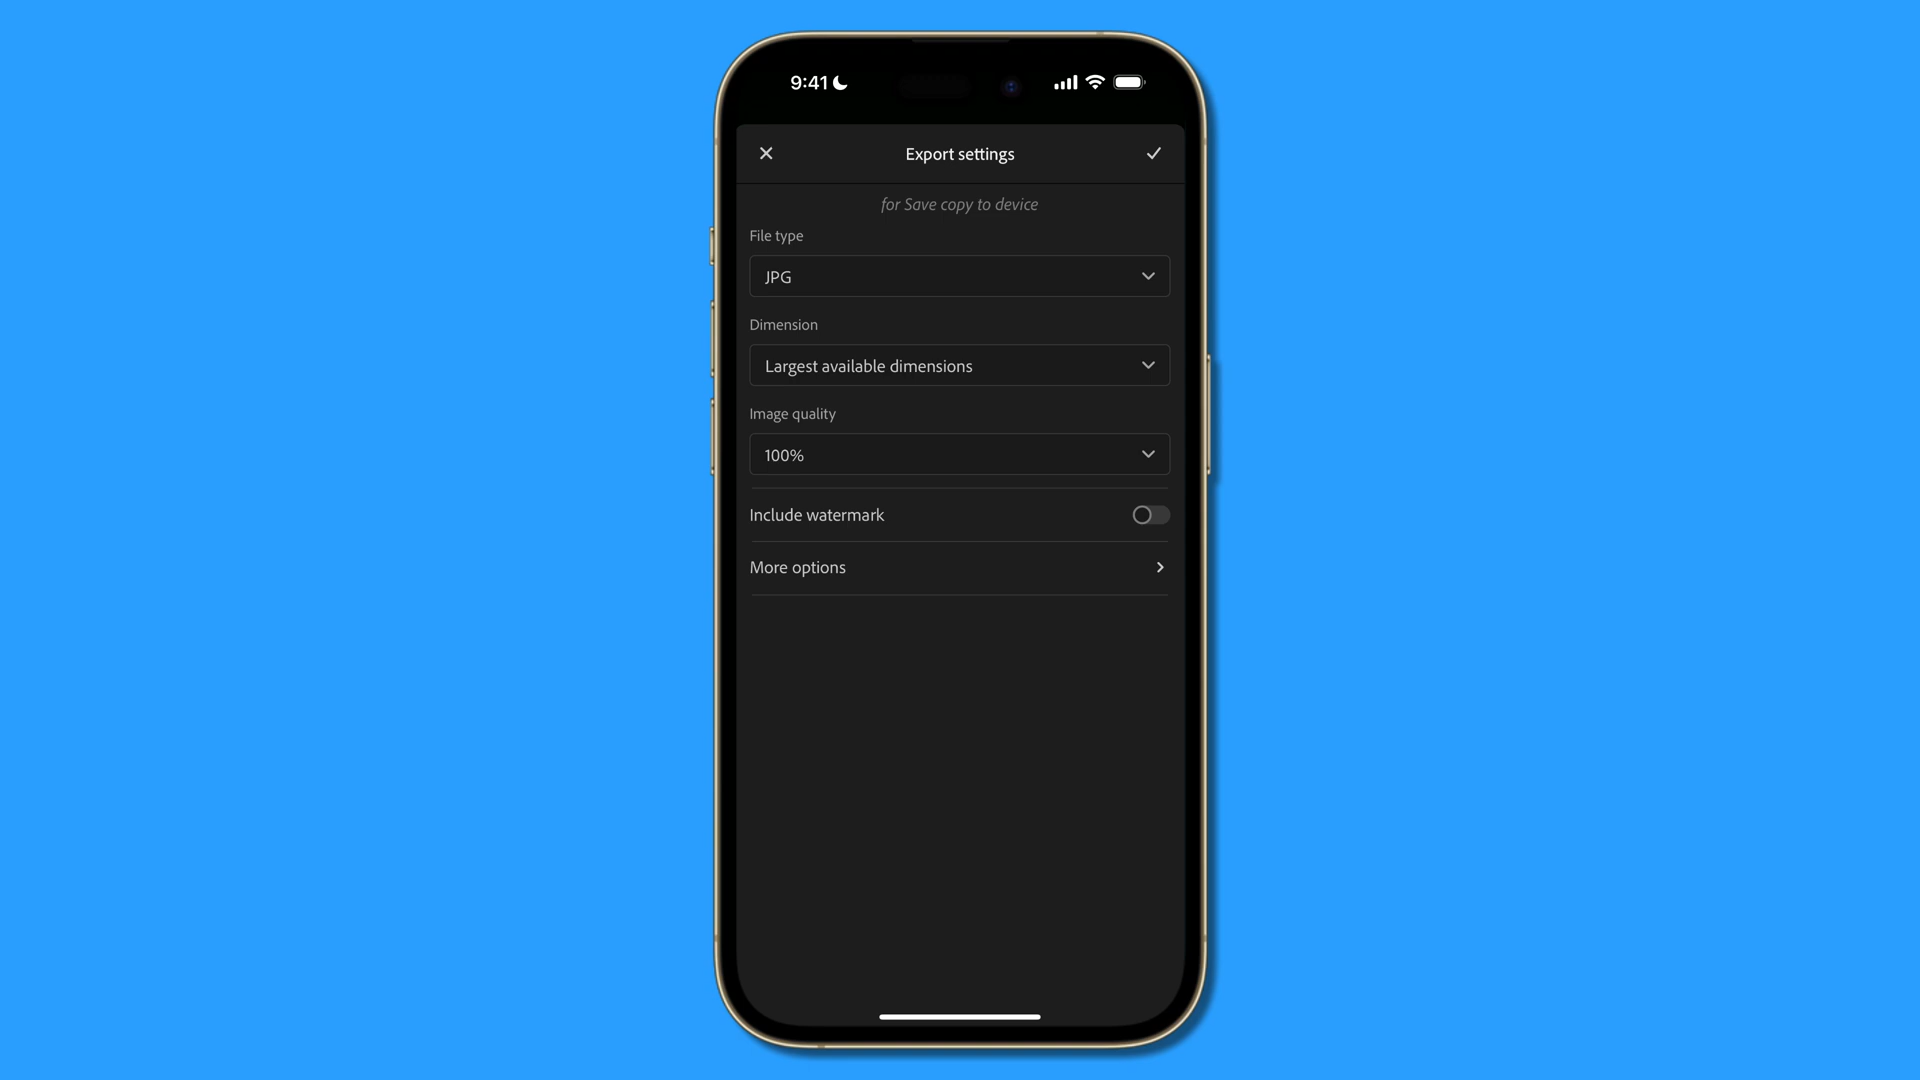 9:41
Export settings
for Save copy to device
File type
JPG
Dimension
Largest available dimensions
Image quality
100%
Include watermark
More options